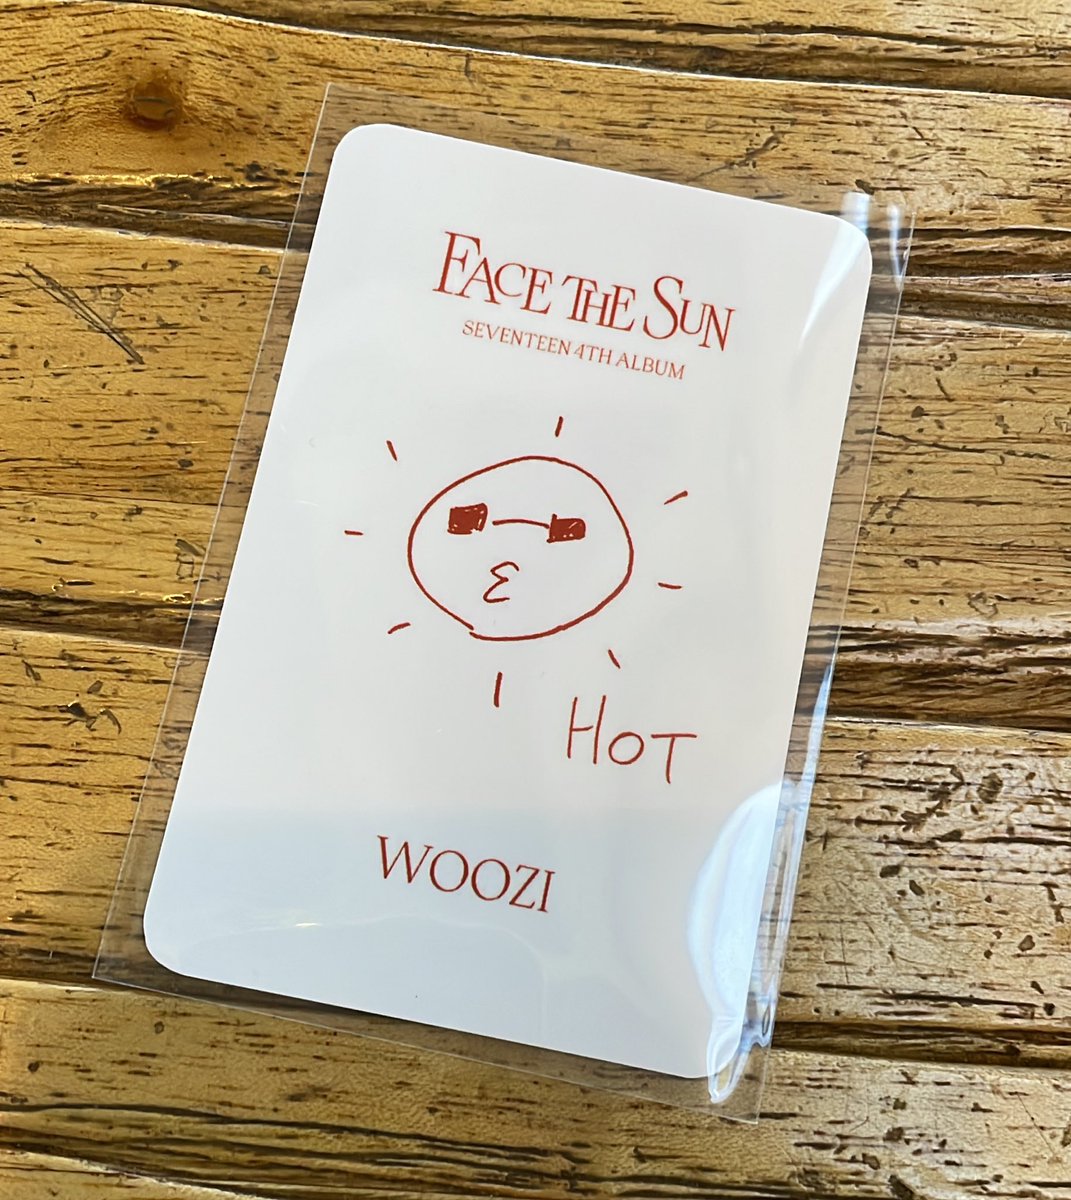 FACE THE SUN
SEVENTEEN 4TH ALBUM
HOT
WOOZI